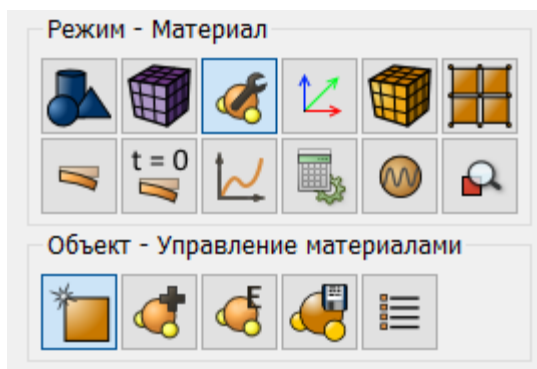 Режим - Материал
t = 0
Объект - Управление материалами
E